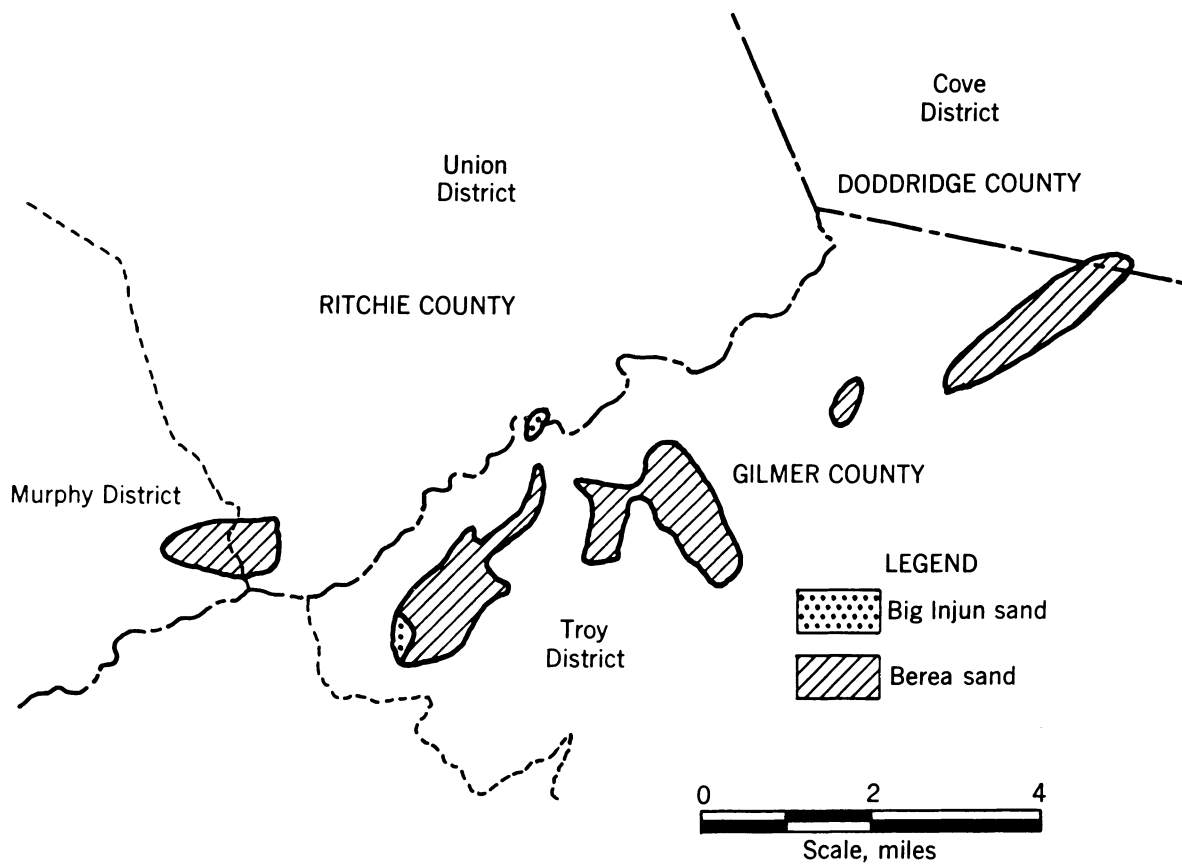 Cove
District
Union
District
DODDRIDGE COUNTY
RITCHIE COUNTY
Murphy District
GILMER COUNTY
LEGEND
Big Injun sand
Troy
District
Berea sand
0 2 4
Scale, miles